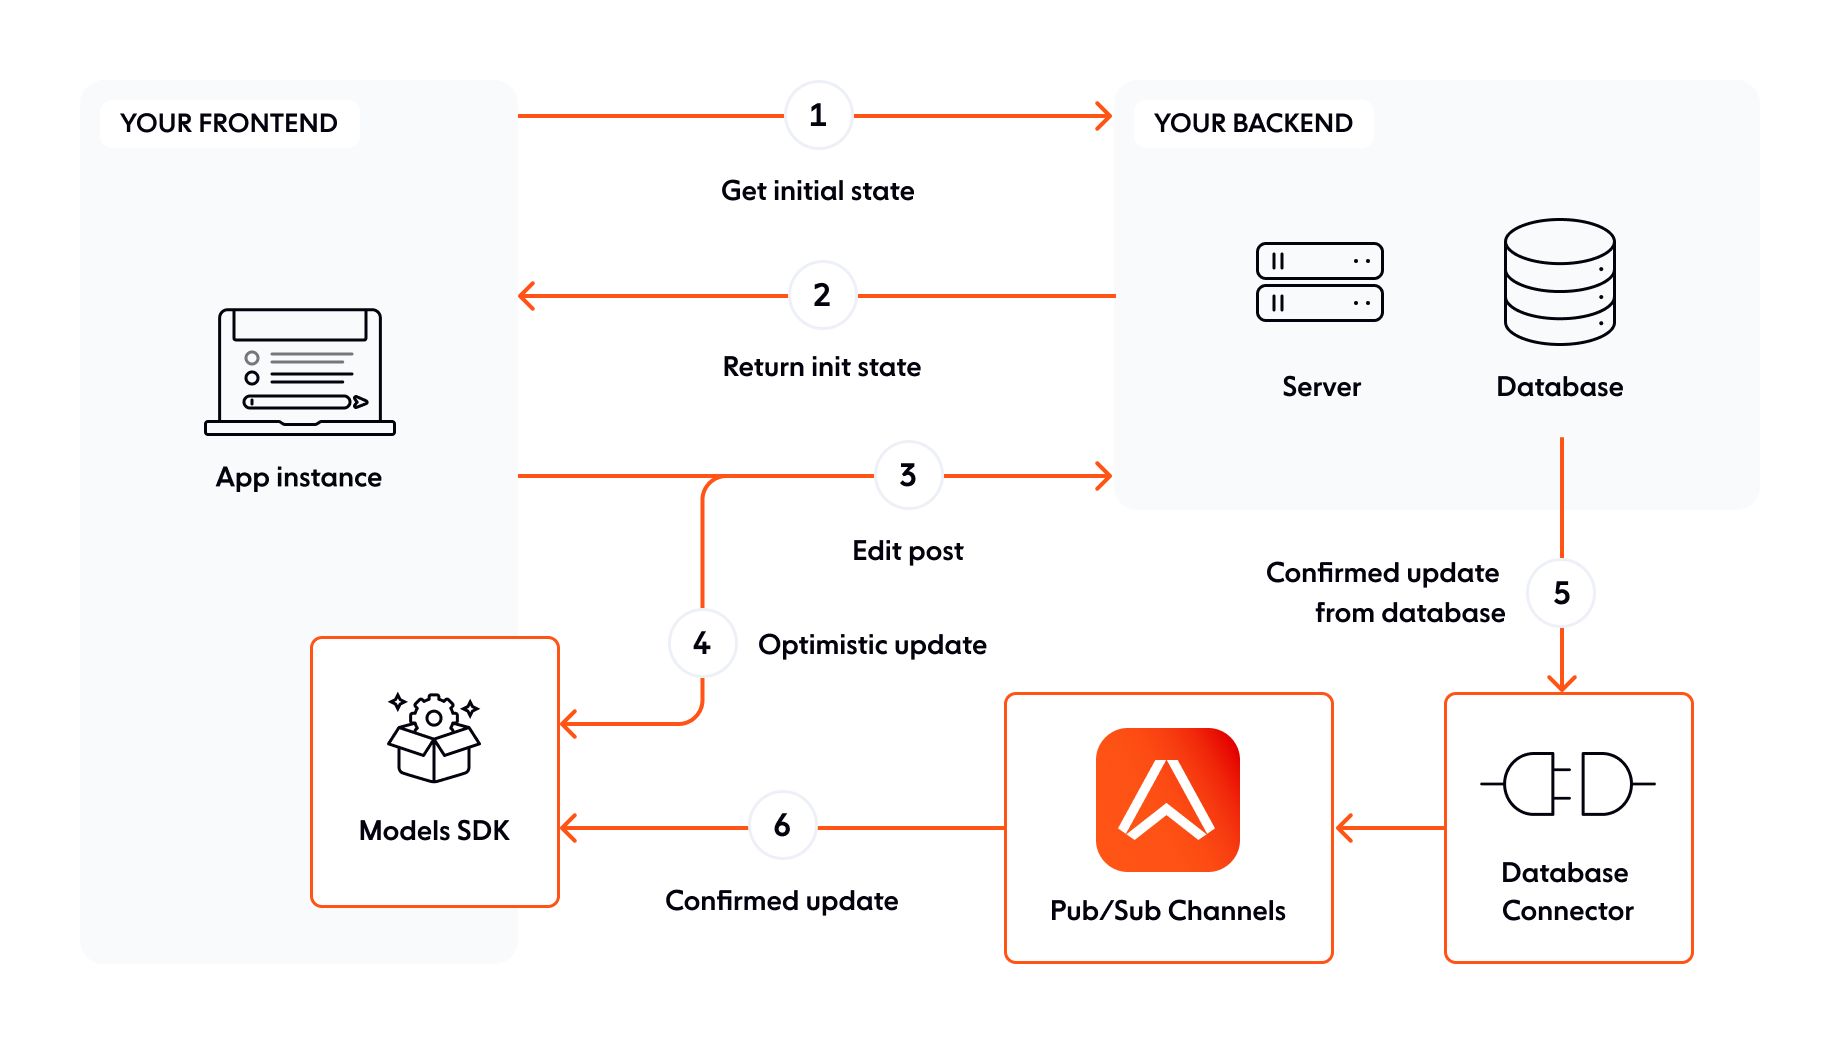 YOUR FRONTEND
1
YOUR BACKEND
Get initial state
2
Return init state
Server
Database
App instance
3
Edit post
4
Optimistic update
Confirmed update
from database
5
Models SDK
6
Confirmed update
Pub/Sub Channels
Database
Connector